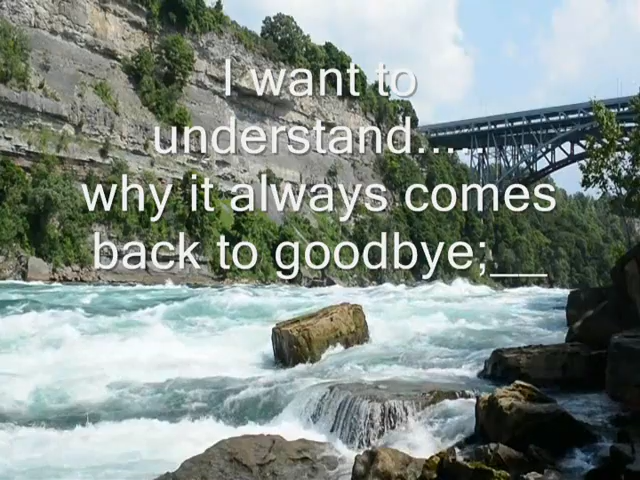 I want to
understand..
why it always comes
back to goodbye;__